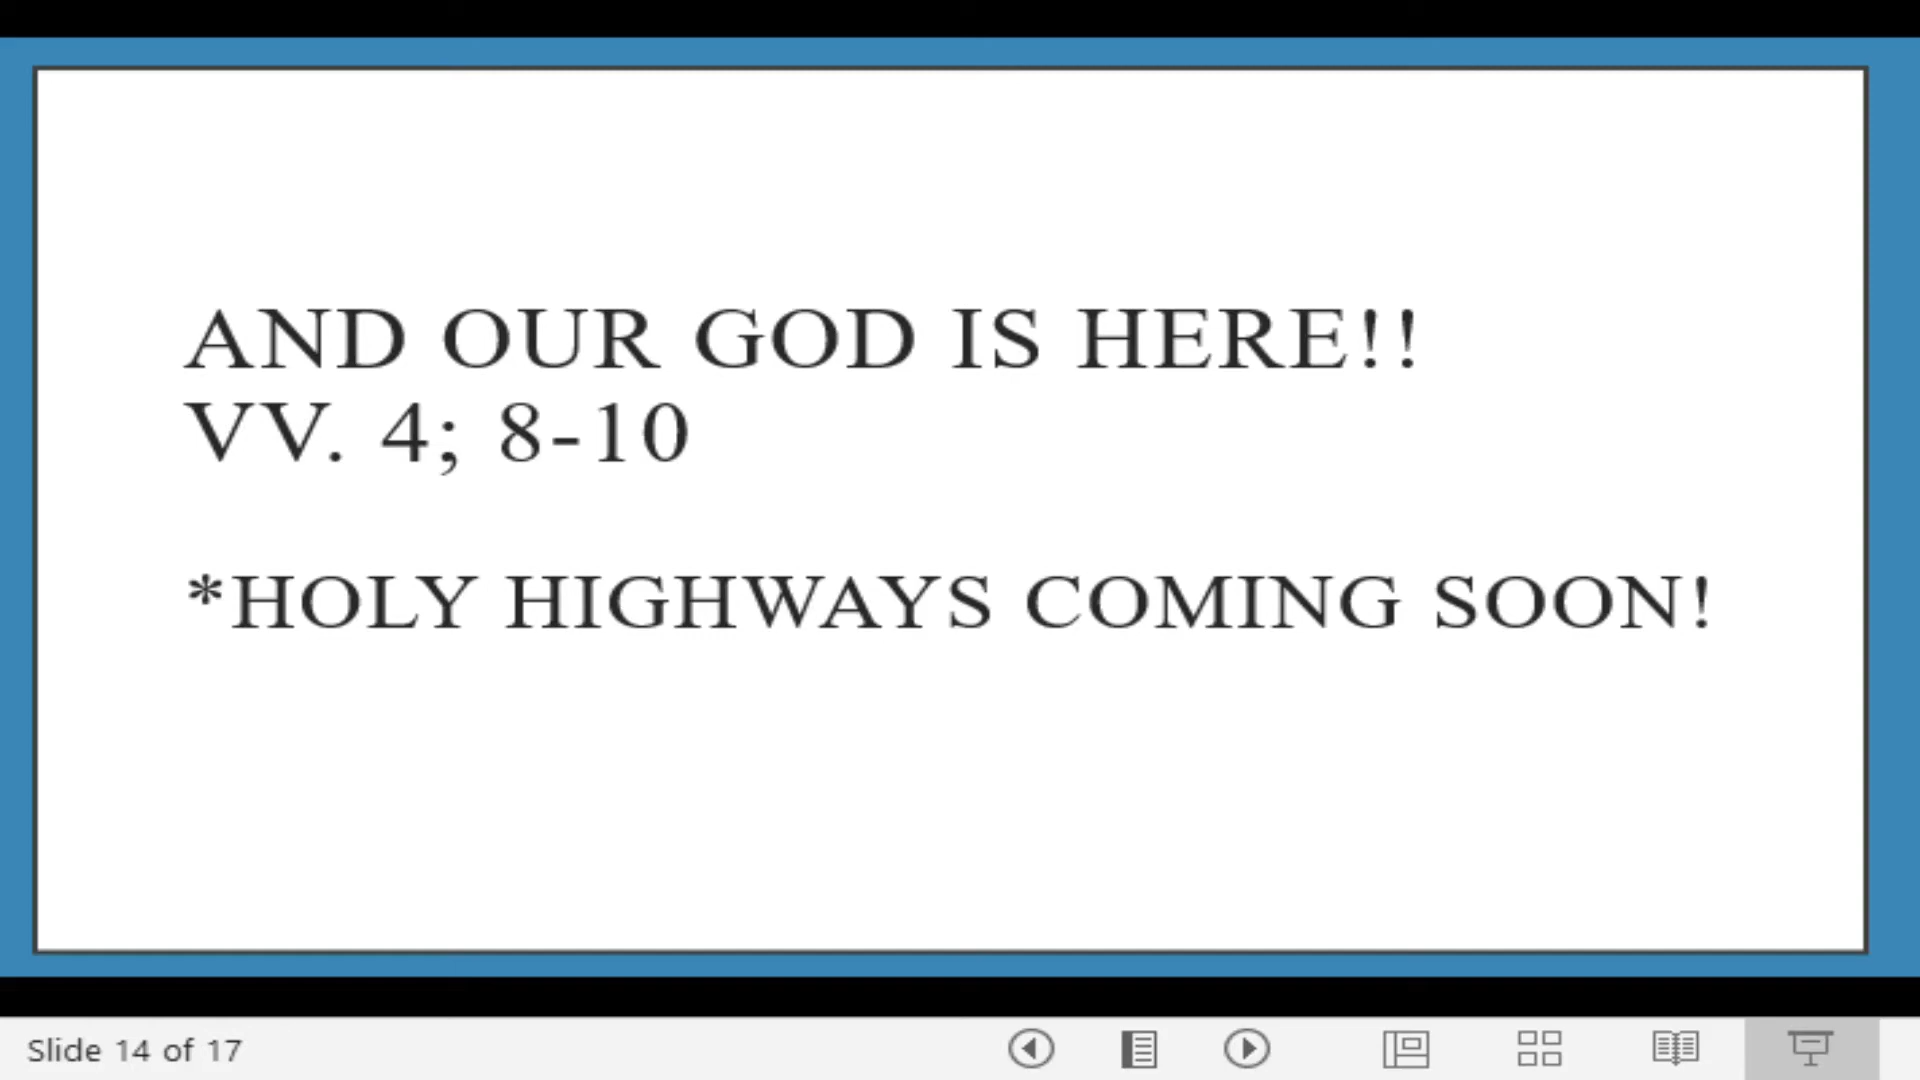 AND OUR GOD IS HERE!!
VV. 4; 8-10
*HOLY HIGHWAYS COMING SOON!
Slide 14 of 17